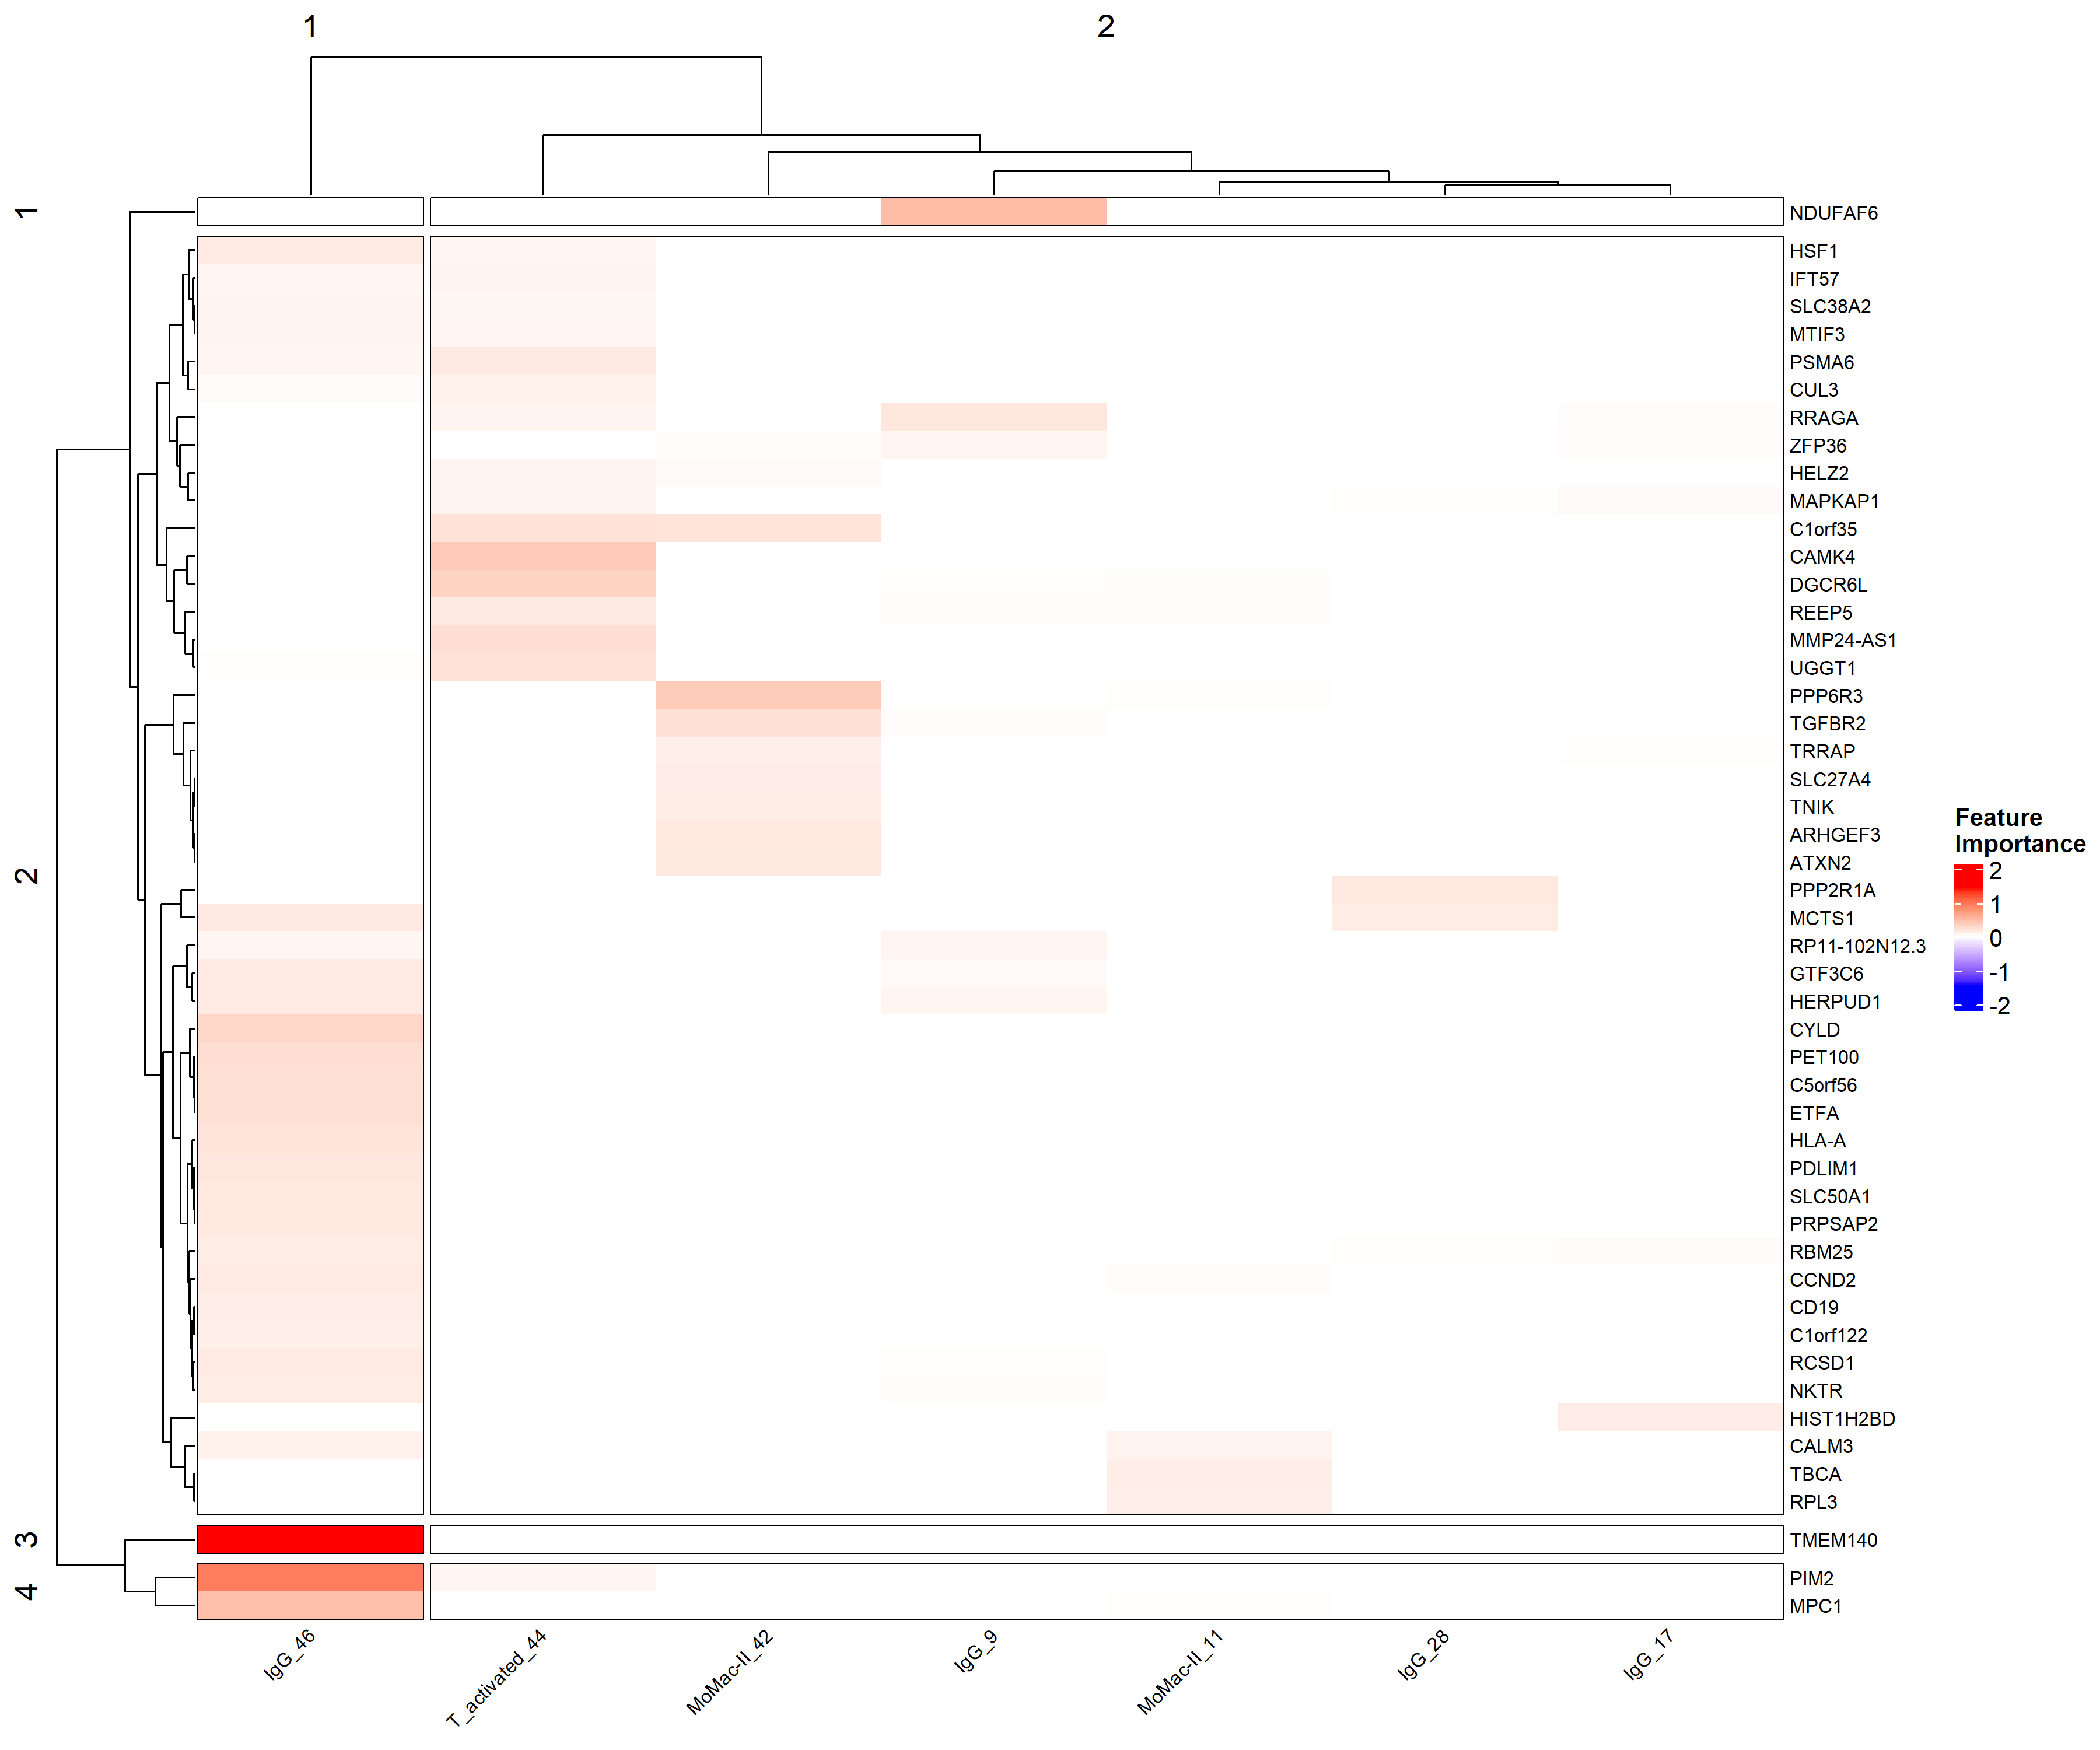 1
2
1
NDUFAF6
HSF1
IFT57
SLC38A2
MTIF3
PSMA6
CUL3
RRAGA
ZFP36
HELZ2
MAPKAP1
C1orf35
CAMK4
DGCR6L
REEP5
MMP24-AS1
UGGT1
PPP6R3
TGFBR2
TRRAP
SLC27A4
TNIK
ARHGEF3
ATXN2
2
PPP2R1A
MCTS1
RP11-102N12.3
GTF3C6
HERPUD1
CYLD
PET100
C5orf56
ETFA
HLA-A
PDLIM1
SLC50A1
PRPSAP2
RBM25
CCND2
CD19
C1orf122
RCSD1
NKTR
HIST1H2BD
CALM3
TBCA
RPL3
3
TMEM140
4
PIM2
MPC1
IgG_46
T_activated_44
MoMac-II_42
IgG_9
MoMac-II_11
IgG_28
IgG_17
Feature
Importance
2
1
0
-1
-2